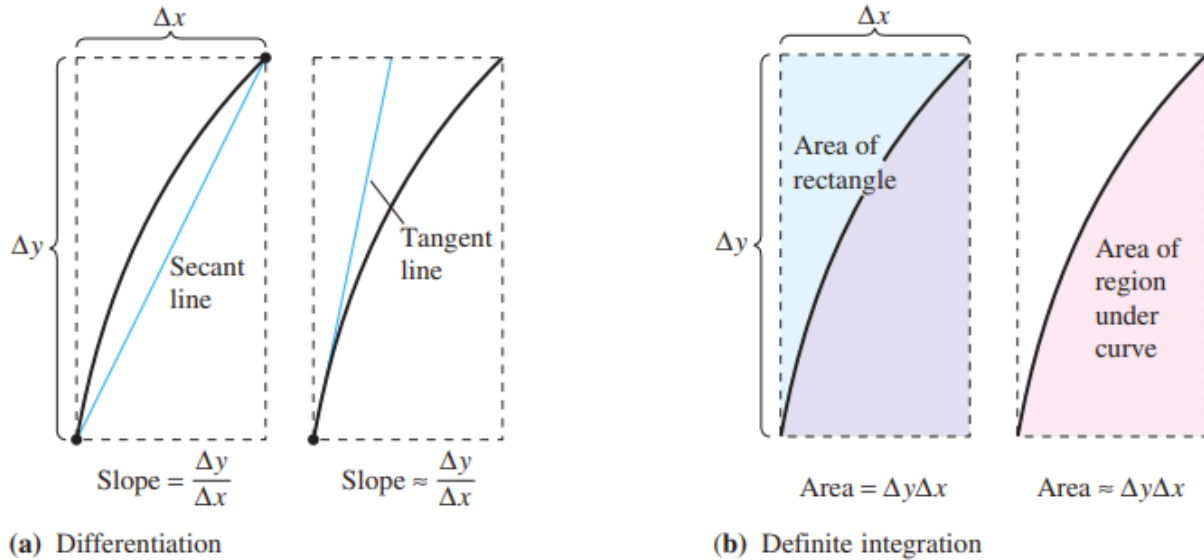 Δx
Δy
Secant
line
Slope = Δy/Δx
Tangent
line
Slope ≈ Δy/Δx
(a) Differentiation
Δx
Δy
Area of
rectangle
Area = ΔyΔx
Area of
region
under
curve
Area ≈ ΔyΔx
(b) Definite integration